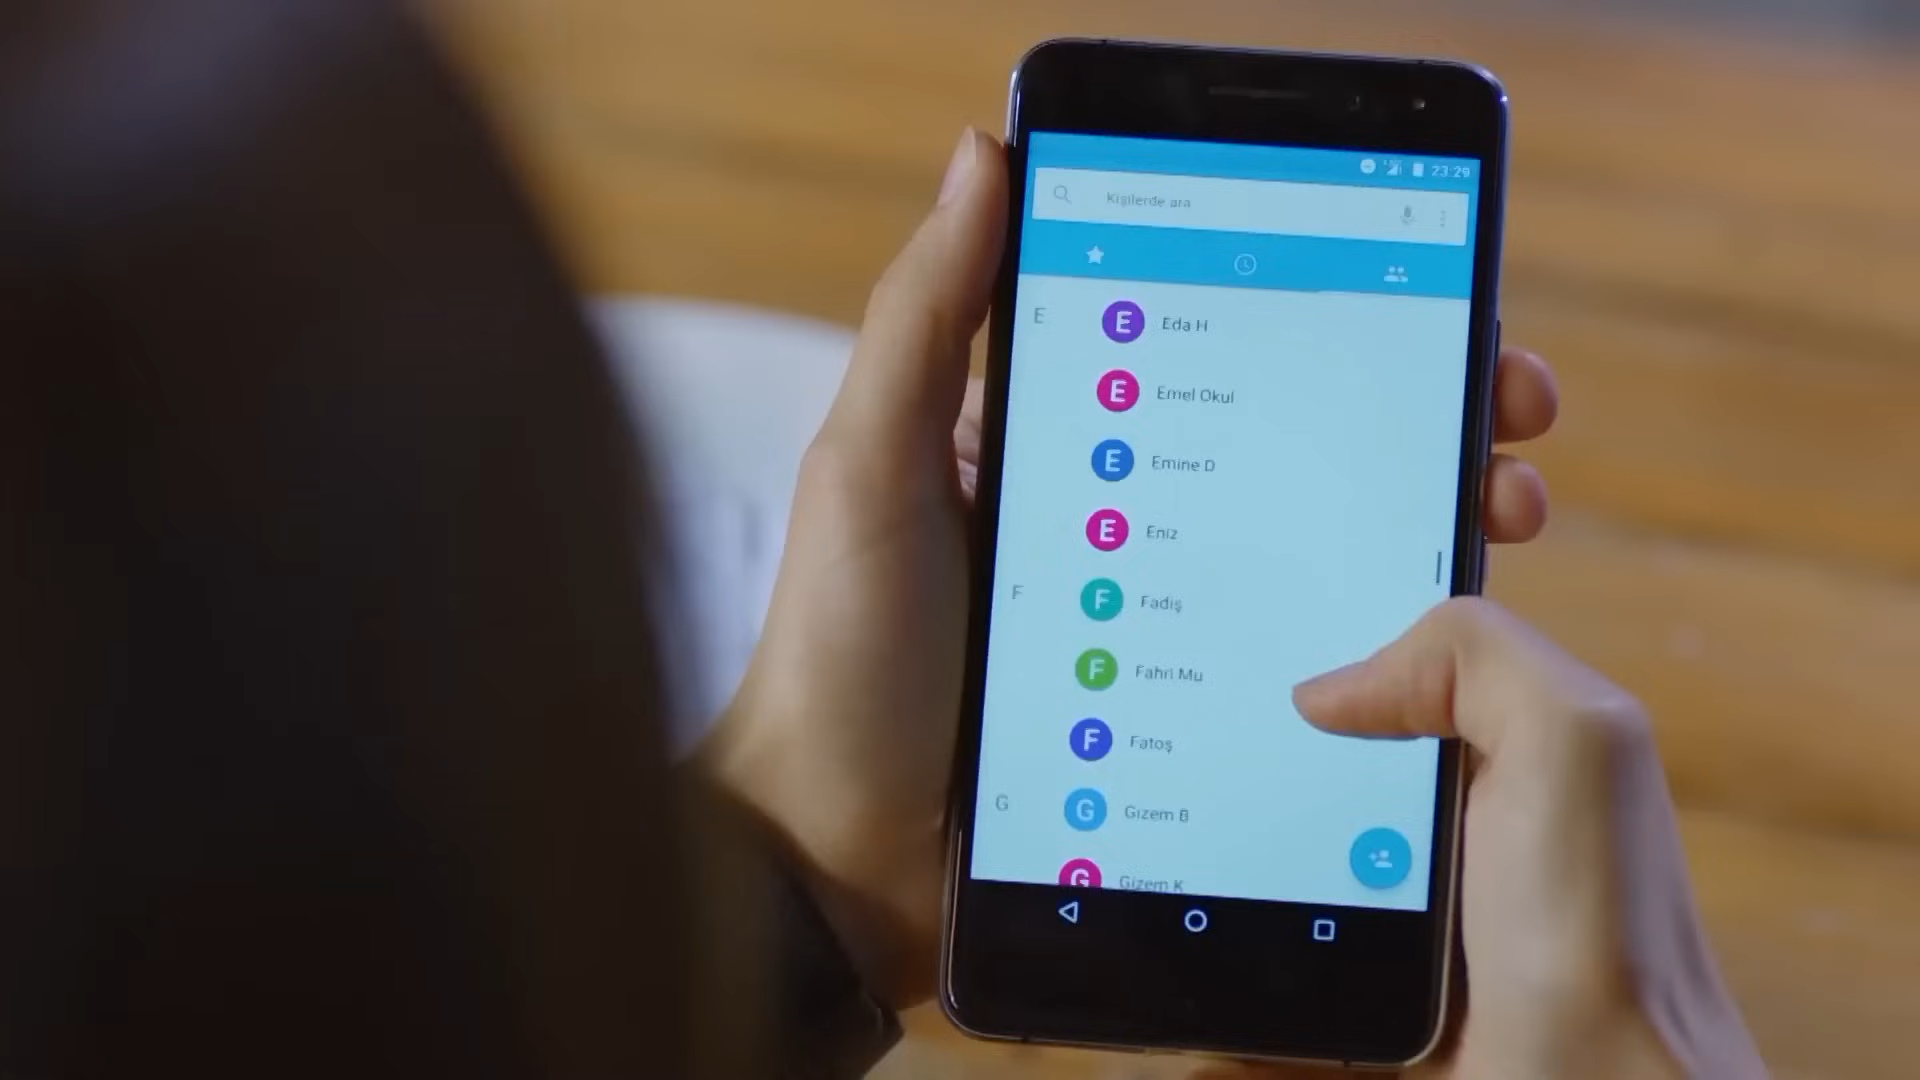 23:29
Kişilerde ara
E
E Eda H
E Emel Okul
E Emine D
E Eniz
F
F Fadiş
F Fahri Mu
F Fatoş
G
G Gizem B
G Gizem K